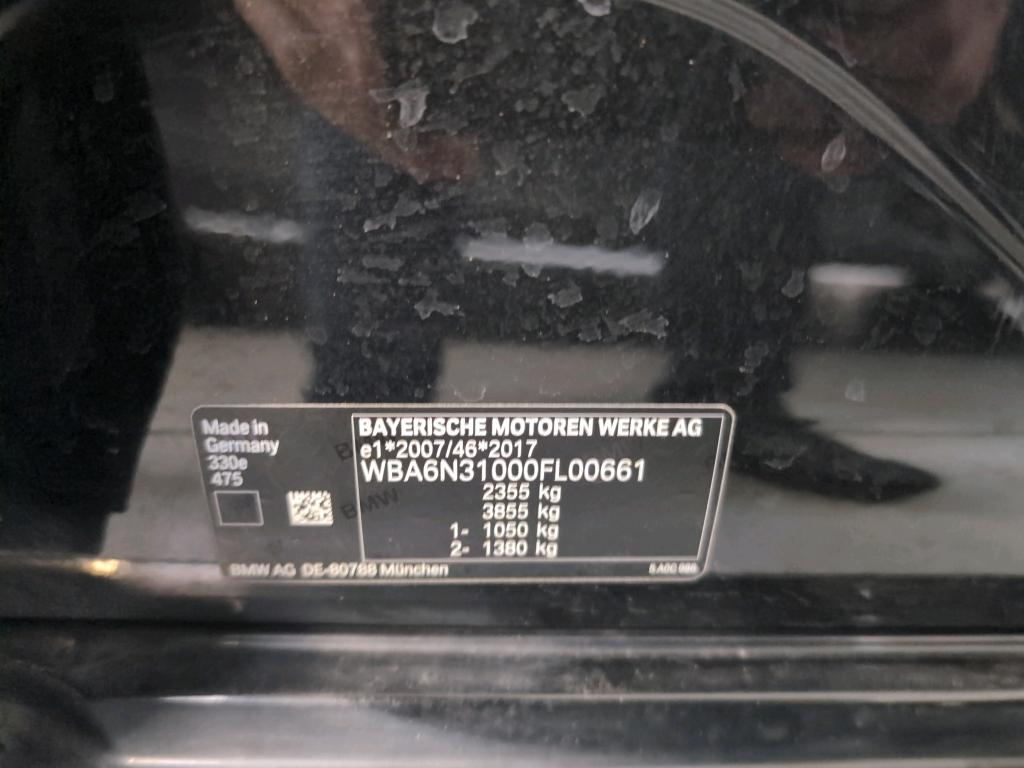 Made in
Germany
330e
475
BAYERISCHE MOTOREN WERKE AG
e1*2007/46*2017
WBA6N31000FL00661
2355 kg
3855 kg
1- 1050 kg
2- 1380 kg
BMW
BMW AG DE-80788 München